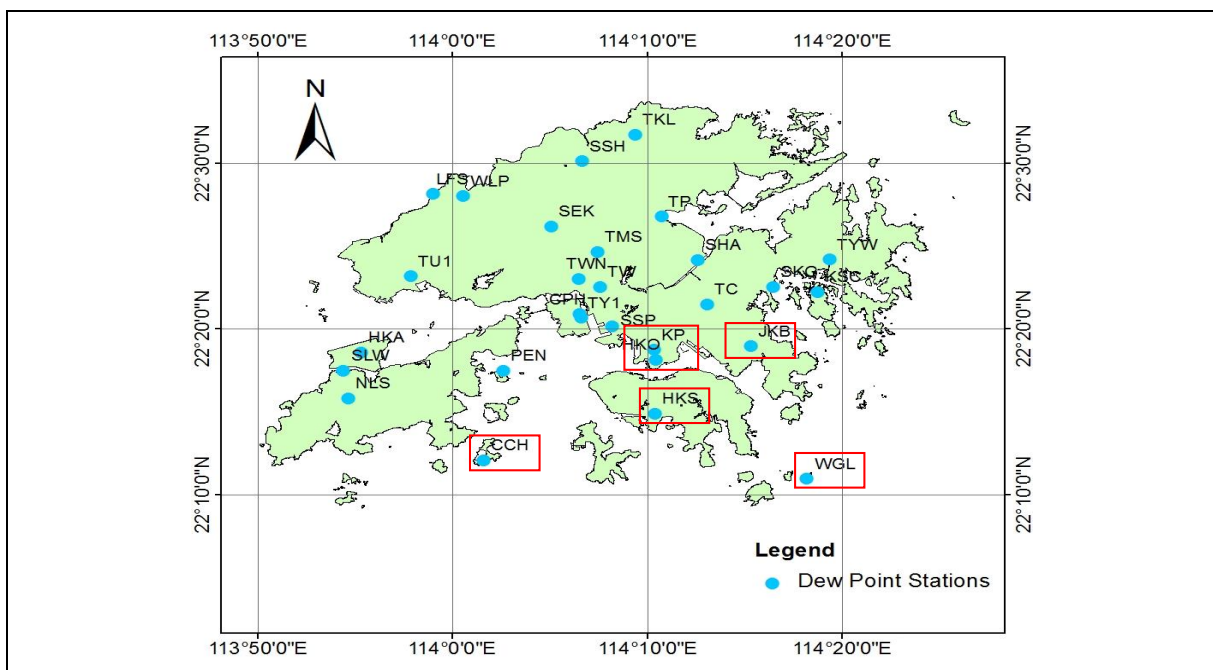 113°50'0"E 114°0'0"E 114°10'0"E 114°20'0"E
N
TKL
SSH
22°30'0"N 22°30'0"N
LFS WLP
TP
SEK
TMS SHA TYW
TU1 TWN TW SKG KSC
CPH TY1 TC
22°20'0"N SSP 22°20'0"N
HKA HKO KP JKB
SLW PEN
NLS HKS
CCH WGL
22°10'0"N 22°10'0"N
Legend
Dew Point Stations
113°50'0"E 114°0'0"E 114°10'0"E 114°20'0"E